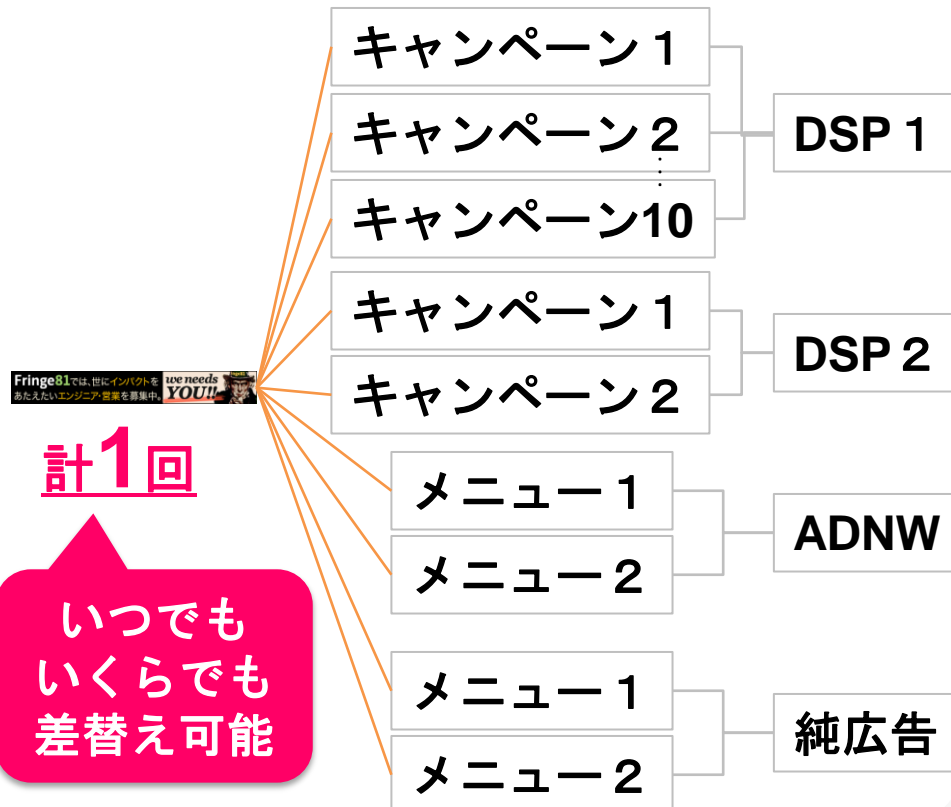 キャンペーン１
キャンペーン２
⋮
キャンペーン10
DSP１
キャンペーン１
キャンペーン２
DSP２
Fringe81では、世にインパクトを
あたえたいエンジニア・営業を募集中。
we needs
YOU!!
計1回
いつでも
いくらでも
差替え可能
メニュー１
メニュー２
ADNW
メニュー１
メニュー２
純広告